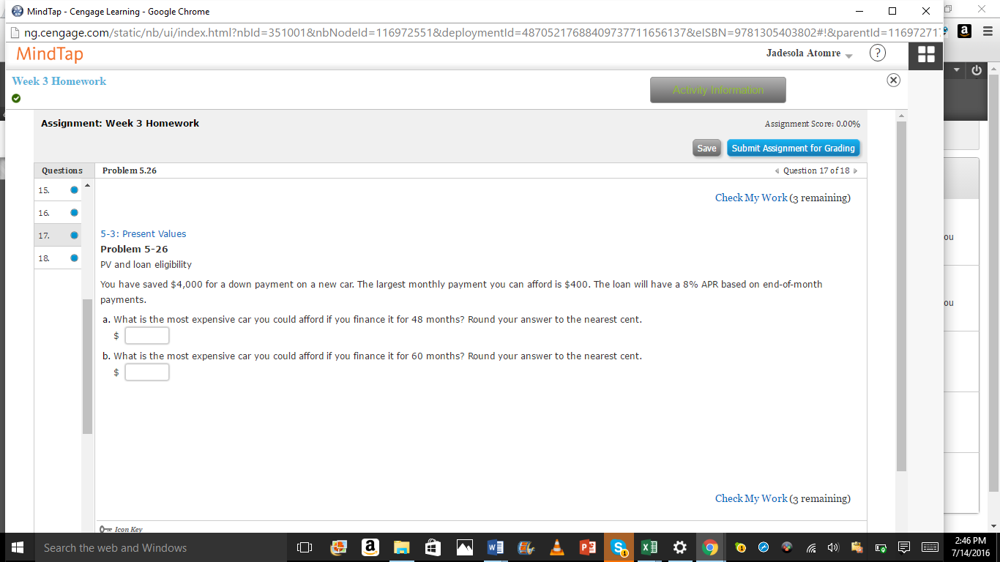 MindTap - Cengage Learning - Google Chrome
ng.cengage.com/static/nb/ui/index.html?nbId=351001&nbNodeId=116972551&deploymentId=48705217688409737711656137&eISBN=9781305403802#!&parentId=11697271
MindTap
Jadesola Atomre
?
Week 3 Homework
Activity Information
Assignment: Week 3 Homework
Assignment Score: 0.00%
Save
Submit Assignment for Grading
Questions
Problem 5.26
Question 17 of 18
15.
16.
17.
18.
Check My Work (3 remaining)
5-3: Present Values
Problem 5-26
PV and loan eligibility
You have saved $4,000 for a down payment on a new car. The largest monthly payment you can afford is $400. The loan will have a 8% APR based on end-of-month
payments.
a. What is the most expensive car you could afford if you finance it for 48 months? Round your answer to the nearest cent.
$
b. What is the most expensive car you could afford if you finance it for 60 months? Round your answer to the nearest cent.
$
ou
ou
Check My Work (3 remaining)
Icon Key
Search the web and Windows
2:46 PM
7/14/2016